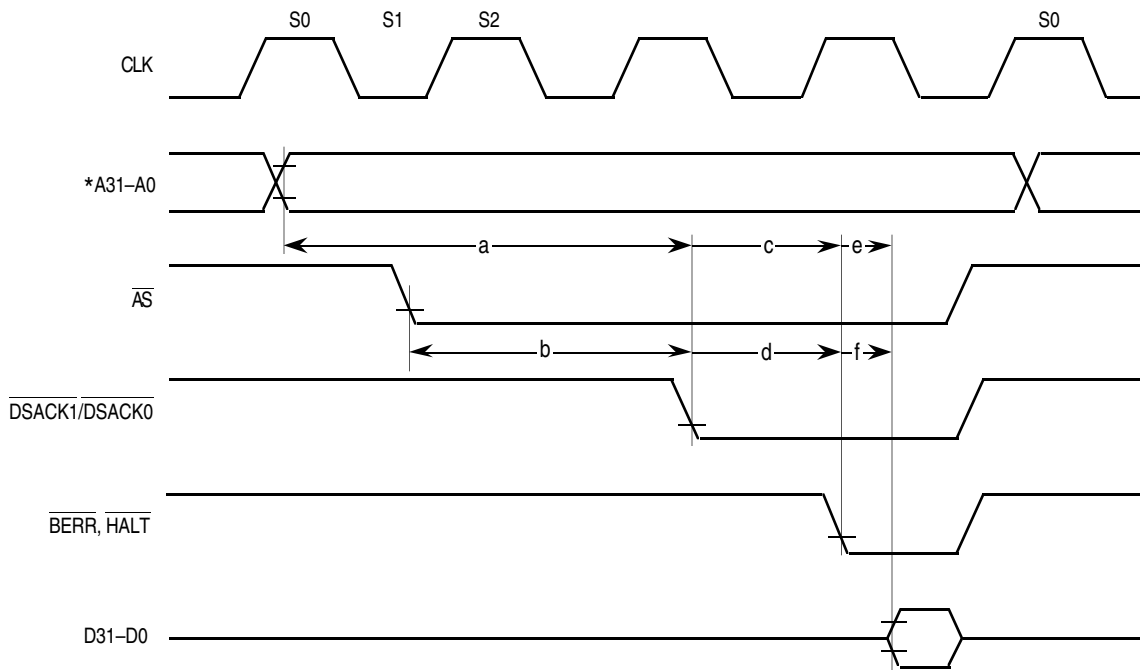 S0 S1 S2 S0
CLK
*A31–A0
a c e
AS
b d f
DSACK1/DSACK0
BERR, HALT
D31–D0